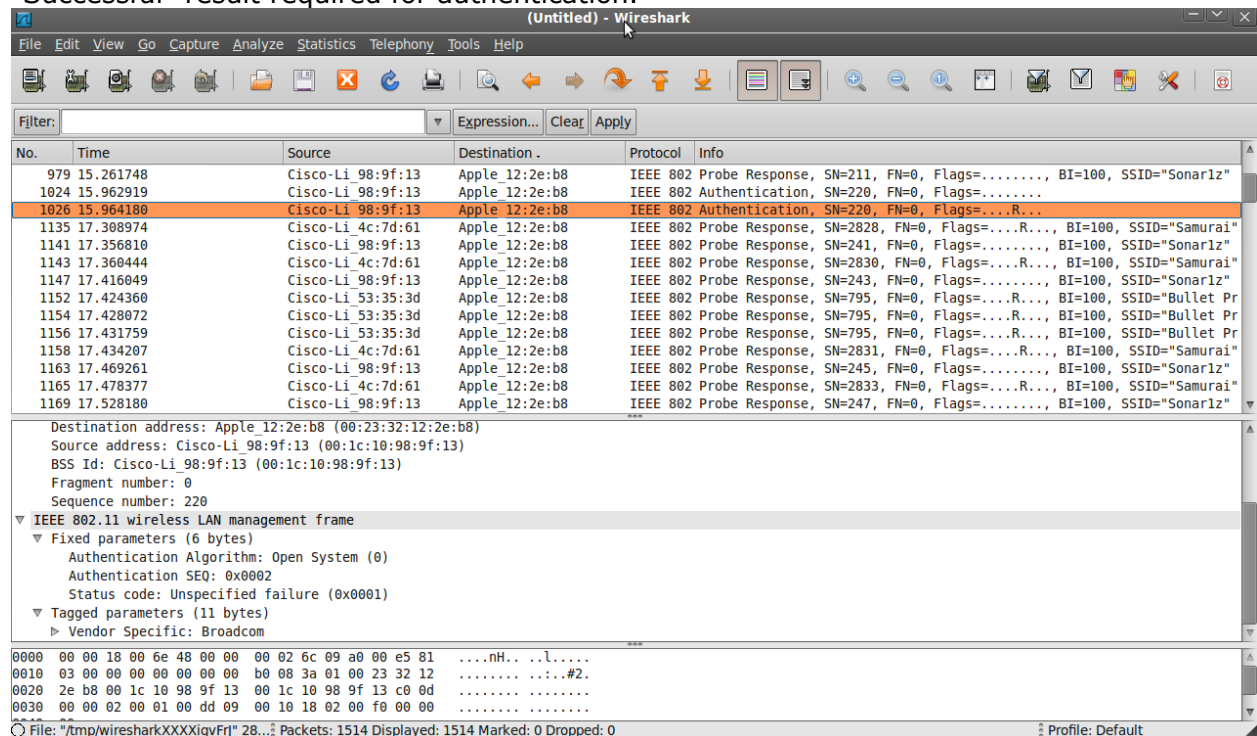 "Successful" result required for authentication.
(Untitled) - Wireshark
File Edit View Go Capture Analyze Statistics Telephony Tools Help
Filter: Expression... Clear Apply
No. Time Source Destination . Protocol Info
979 15.261748 Cisco-Li_98:9f:13 Apple_12:2e:b8 IEEE 802 Probe Response, SN=211, FN=0, Flags=........, BI=100, SSID="Sonar1z"
1024 15.962919 Cisco-Li_98:9f:13 Apple_12:2e:b8 IEEE 802 Authentication, SN=220, FN=0, Flags=........
1026 15.964180 Cisco-Li_98:9f:13 Apple_12:2e:b8 IEEE 802 Authentication, SN=220, FN=0, Flags=....R...
1135 17.308974 Cisco-Li_4c:7d:61 Apple_12:2e:b8 IEEE 802 Probe Response, SN=2828, FN=0, Flags=....R..., BI=100, SSID="Samurai"
1141 17.356810 Cisco-Li_98:9f:13 Apple_12:2e:b8 IEEE 802 Probe Response, SN=241, FN=0, Flags=........, BI=100, SSID="Sonar1z"
1143 17.360444 Cisco-Li_4c:7d:61 Apple_12:2e:b8 IEEE 802 Probe Response, SN=2830, FN=0, Flags=....R..., BI=100, SSID="Samurai"
1147 17.416049 Cisco-Li_98:9f:13 Apple_12:2e:b8 IEEE 802 Probe Response, SN=243, FN=0, Flags=........, BI=100, SSID="Sonar1z"
1152 17.424360 Cisco-Li_53:35:3d Apple_12:2e:b8 IEEE 802 Probe Response, SN=795, FN=0, Flags=....R..., BI=100, SSID="Bullet Pr
1154 17.428072 Cisco-Li_53:35:3d Apple_12:2e:b8 IEEE 802 Probe Response, SN=795, FN=0, Flags=....R..., BI=100, SSID="Bullet Pr
1156 17.431759 Cisco-Li_53:35:3d Apple_12:2e:b8 IEEE 802 Probe Response, SN=795, FN=0, Flags=....R..., BI=100, SSID="Bullet Pr
1158 17.434207 Cisco-Li_4c:7d:61 Apple_12:2e:b8 IEEE 802 Probe Response, SN=2831, FN=0, Flags=....R..., BI=100, SSID="Samurai"
1163 17.469261 Cisco-Li_98:9f:13 Apple_12:2e:b8 IEEE 802 Probe Response, SN=245, FN=0, Flags=........, BI=100, SSID="Sonar1z"
1165 17.478377 Cisco-Li_4c:7d:61 Apple_12:2e:b8 IEEE 802 Probe Response, SN=2833, FN=0, Flags=....R..., BI=100, SSID="Samurai"
1169 17.528180 Cisco-Li_98:9f:13 Apple_12:2e:b8 IEEE 802 Probe Response, SN=247, FN=0, Flags=........, BI=100, SSID="Sonar1z"
Destination address: Apple_12:2e:b8 (00:23:32:12:2e:b8)
Source address: Cisco-Li_98:9f:13 (00:1c:10:98:9f:13)
BSS Id: Cisco-Li_98:9f:13 (00:1c:10:98:9f:13)
Fragment number: 0
Sequence number: 220
IEEE 802.11 wireless LAN management frame
Fixed parameters (6 bytes)
Authentication Algorithm: Open System (0)
Authentication SEQ: 0x0002
Status code: Unspecified failure (0x0001)
Tagged parameters (11 bytes)
Vendor Specific: Broadcom
0000 00 00 18 00 6e 48 00 00 00 02 6c 09 a0 00 e5 81 ....nH.. ..l.....
0010 03 00 00 00 00 00 00 00 b0 08 3a 01 00 23 32 12 ........ ..:..#2.
0020 2e b8 00 1c 10 98 9f 13 00 1c 10 98 9f 13 c0 0d ........ ........
0030 00 00 02 00 01 00 dd 09 00 10 18 02 00 f0 00 00 ........ ........
File: "/tmp/wiresharkXXXXigvFrJ" 28... Packets: 1514 Displayed: 1514 Marked: 0 Dropped: 0 Profile: Default